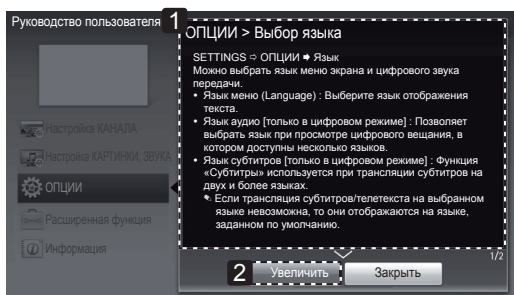 Руководство пользователя
1
ОПЦИИ > Выбор языка
SETTINGS ⇨ ОПЦИИ ➡ Язык
Можно выбрать язык меню экрана и цифрового звука
передачи.
• Язык меню (Language) : Выберите язык отображения
текста.
• Язык аудио [только в цифровом режиме] : Позволяет
выбрать язык при просмотре цифрового вещания, в
котором доступны несколько языков.
• Язык субтитров [только в цифровом режиме] : Функция
«Субтитры» используется при трансляции субтитров на
двух и более языках.
✎ Если трансляция субтитров/телетекста на выбранном
языке невозможна, то они отображаются на языке,
заданном по умолчанию.
Настройка КАНАЛА
Настройка КАРТИНКИ, ЗВУКА
ОПЦИИ
Расширенная функция
Информация
1/2
2
Увеличить
Закрыть